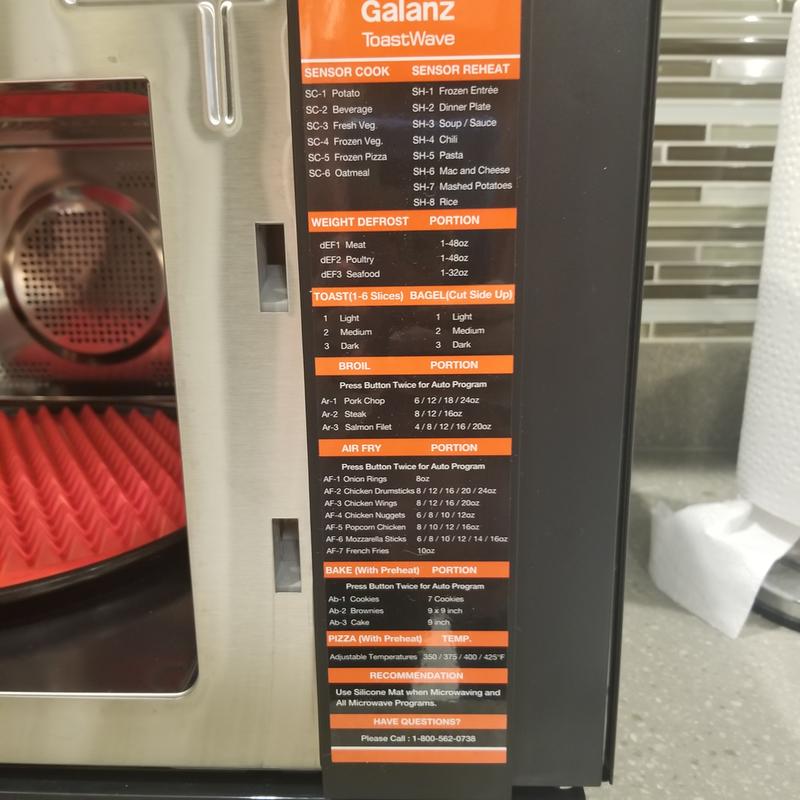 Galanz
ToastWave
SENSOR COOK SENSOR REHEAT
SC-1 Potato SH-1 Frozen Entrée
SC-2 Beverage SH-2 Dinner Plate
SC-3 Fresh Veg. SH-3 Soup / Sauce
SC-4 Frozen Veg. SH-4 Chili
SC-5 Frozen Pizza SH-5 Pasta
SC-6 Oatmeal SH-6 Mac and Cheese
SH-7 Mashed Potatoes
SH-8 Rice
WEIGHT DEFROST PORTION
dEF1 Meat 1-48oz
dEF2 Poultry 1-48oz
dEF3 Seafood 1-32oz
TOAST(1-6 Slices) BAGEL(Cut Side Up)
1 Light 1 Light
2 Medium 2 Medium
3 Dark 3 Dark
BROIL PORTION
Press Button Twice for Auto Program
Ar-1 Pork Chop 6 / 12 / 18 / 24oz
Ar-2 Steak 8 / 12 / 16oz
Ar-3 Salmon Filet 4 / 8 / 12 / 16 / 20oz
AIR FRY PORTION
Press Button Twice for Auto Program
AF-1 Onion Rings 8oz
AF-2 Chicken Drumsticks 8 / 12 / 16 / 20 / 24oz
AF-3 Chicken Wings 8 / 12 / 16 / 20oz
AF-4 Chicken Nuggets 6 / 8 / 10 / 12oz
AF-5 Popcorn Chicken 8 / 10 / 12 / 16oz
AF-6 Mozzarella Sticks 6 / 8 / 10 / 12 / 14 / 16oz
AF-7 French Fries 10oz
BAKE (With Preheat) PORTION
Press Button Twice for Auto Program
Ab-1 Cookies 7 Cookies
Ab-2 Brownies 9 x 9 inch
Ab-3 Cake 9 inch
PIZZA (With Preheat) TEMP.
Adjustable Temperatures 350 / 375 / 400 / 425°F
RECOMMENDATION
Use Silicone Mat when Microwaving and
All Microwave Programs.
HAVE QUESTIONS?
Please Call : 1-800-562-0738